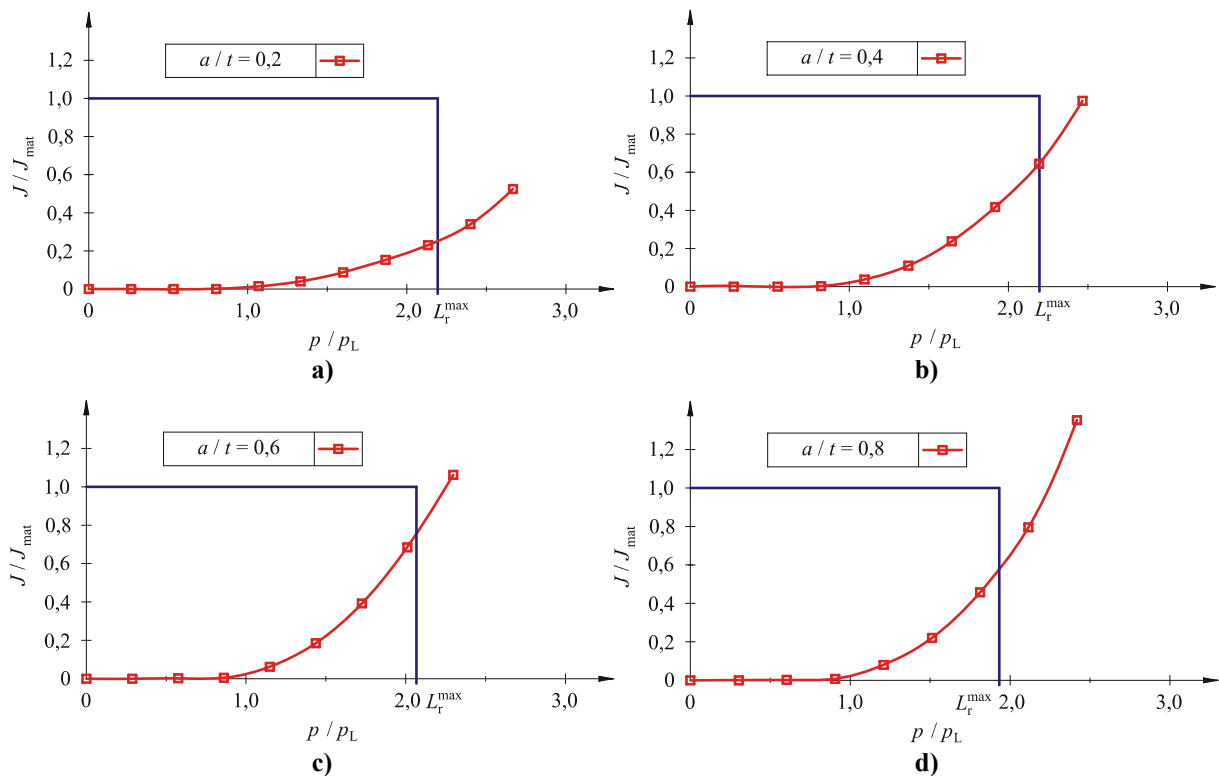 a / t = 0,2
1,2
1,0
0,8
0,6
0,4
0,2
0
J / J_mat
0 1,0 2,0 L_r^max 3,0
p / p_L
a)
a / t = 0,4
1,2
1,0
0,8
0,6
0,4
0,2
0
J / J_mat
0 1,0 2,0 L_r^max 3,0
p / p_L
b)
a / t = 0,6
1,2
1,0
0,8
0,6
0,4
0,2
0
J / J_mat
0 1,0 2,0 L_r^max 3,0
p / p_L
c)
a / t = 0,8
1,2
1,0
0,8
0,6
0,4
0,2
0
J / J_mat
0 1,0 L_r^max 2,0 3,0
p / p_L
d)